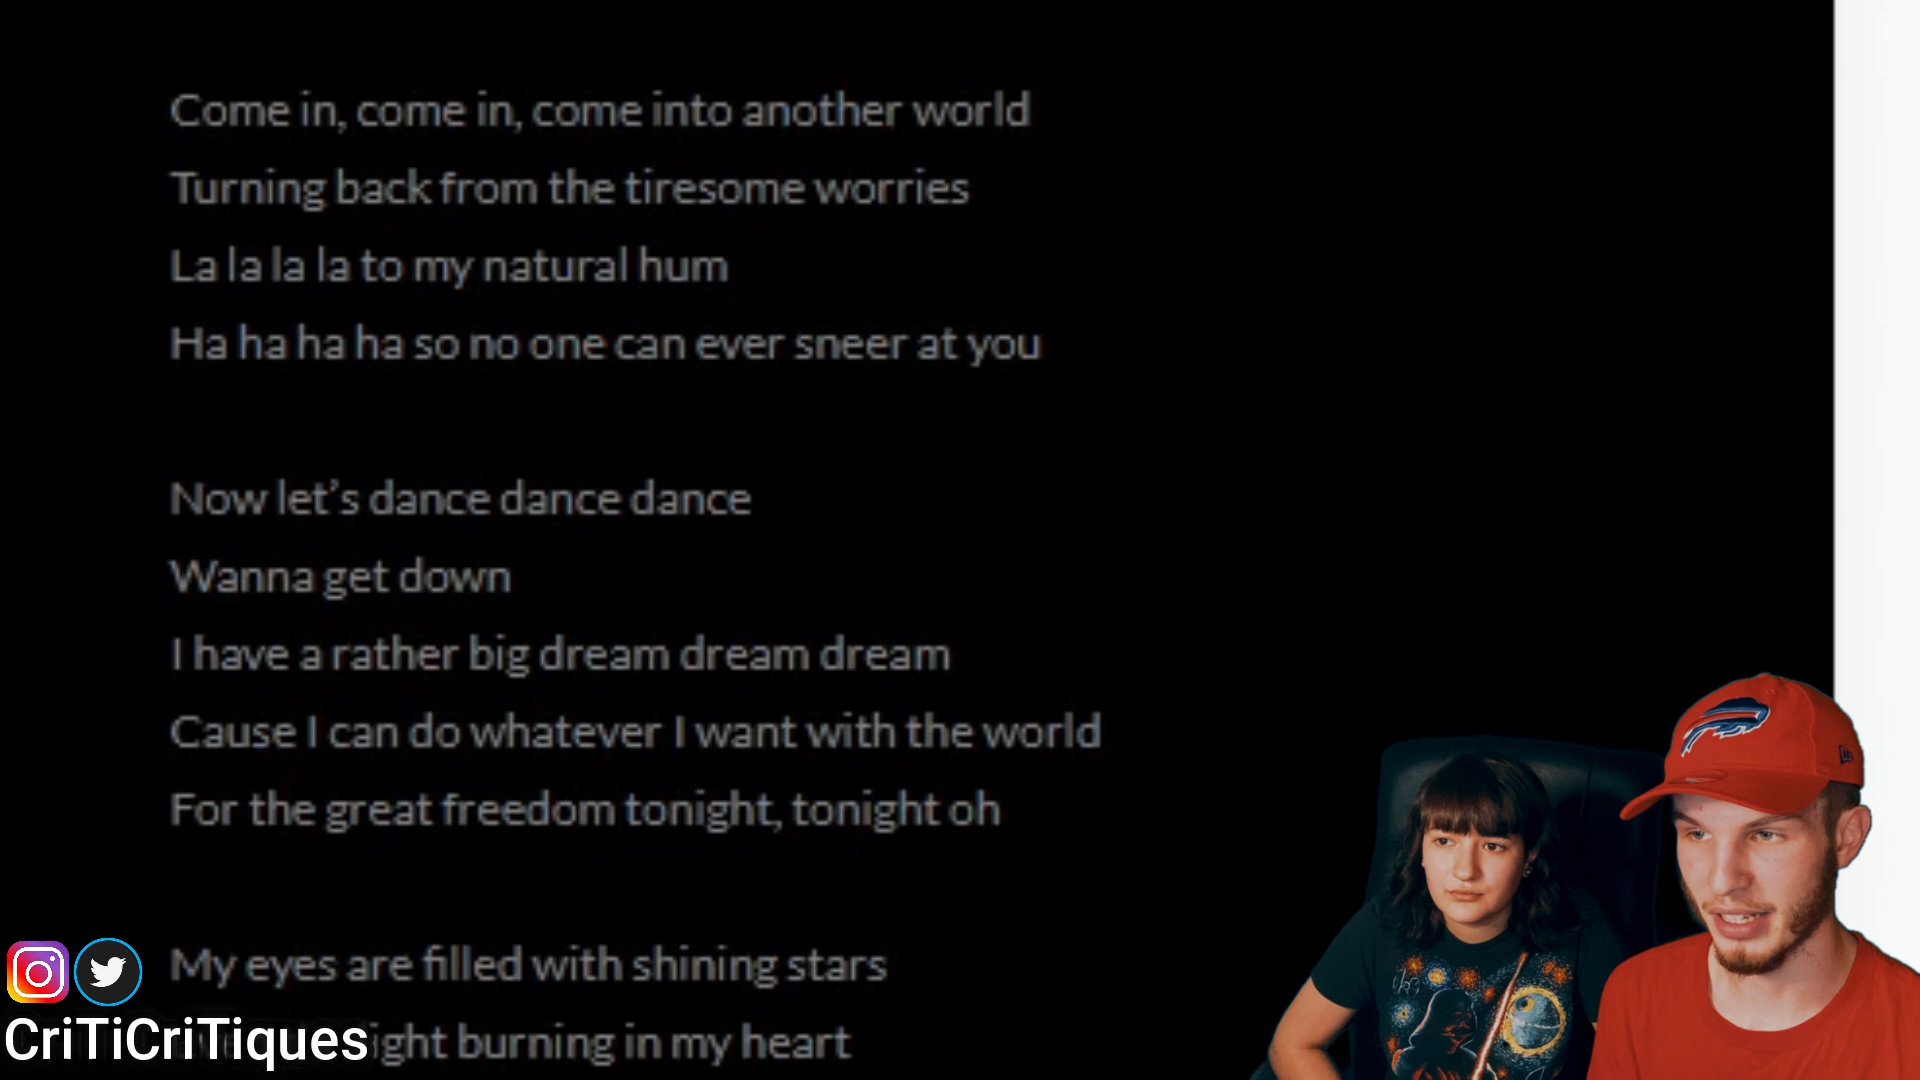 Come in, come in, come into another world
Turning back from the tiresome worries
La la la la to my natural hum
Ha ha ha ha so no one can ever sneer at you
Now let’s dance dance dance
Wanna get down
I have a rather big dream dream dream
Cause I can do whatever I want with the world
For the great freedom tonight, tonight oh
My eyes are filled with shining stars
ight burning in my heart
CriTiCriTiques